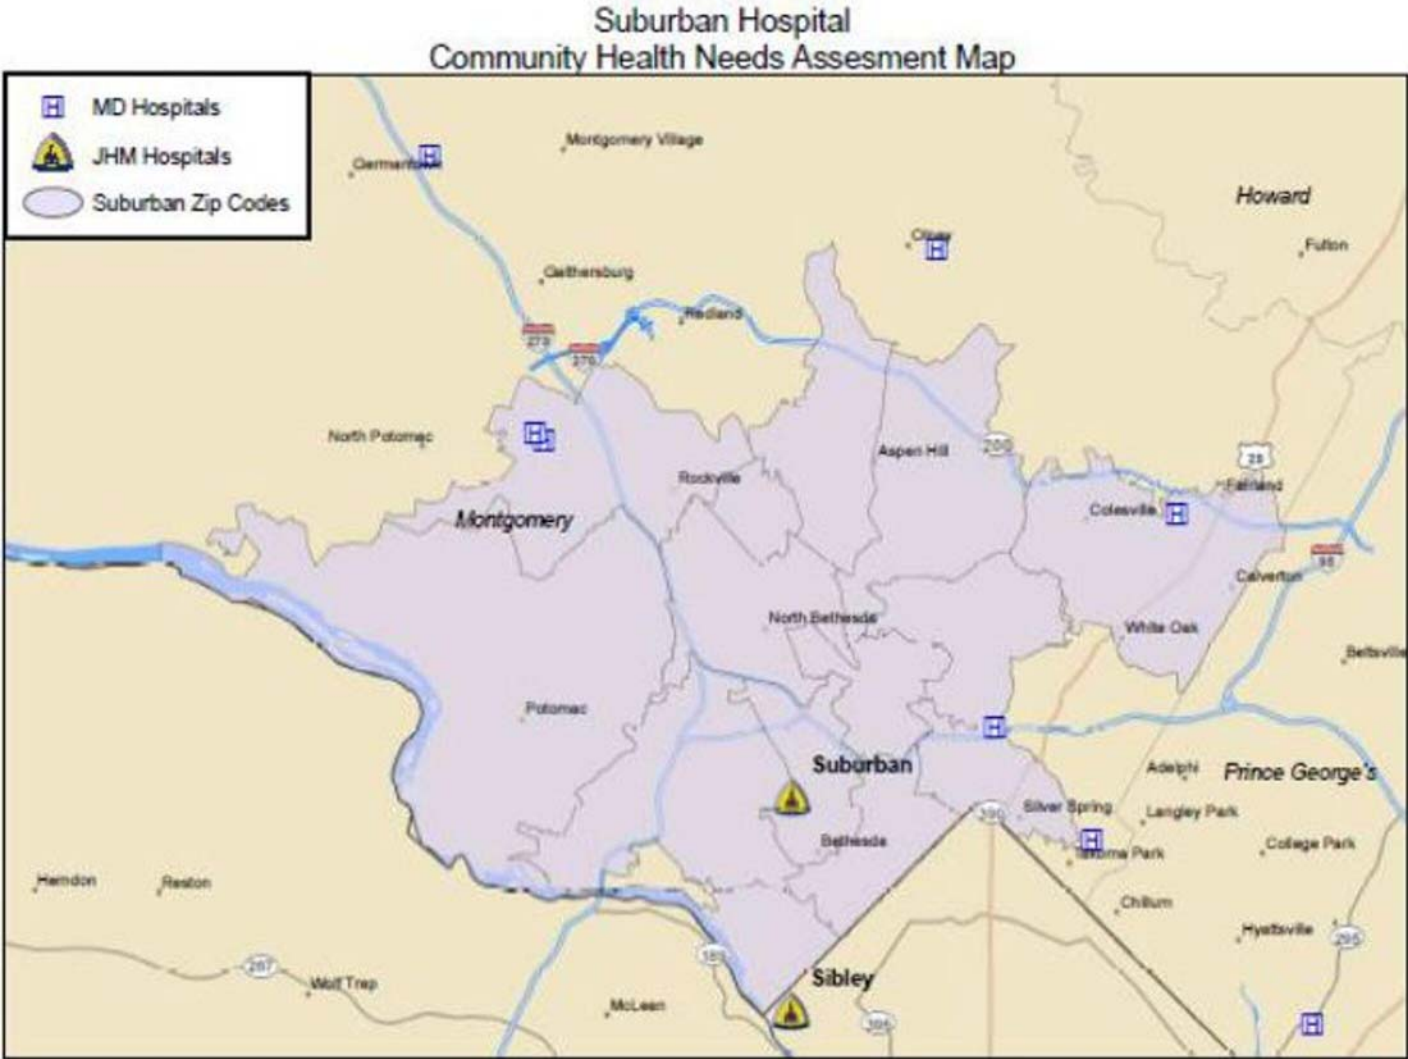 Suburban Hospital
Community Health Needs Assesment Map
MD Hospitals
JHM Hospitals
Suburban Zip Codes
Montgomery Village
Germantown
Howard
Olney
Fulton
Gaithersburg
Redland
270
270
North Potomac
Aspen Hill
200
29
Rockville
Fairland
Montgomery
Colesville
95
Calverton
North Bethesda
White Oak
Beltsville
Potomac
Suburban
Adelphi
Prince George's
Silver Spring
Langley Park
390
Bethesda
Takoma Park
College Park
Herndon
Reston
Chillum
Hyattsville
295
267
Sibley
Wolf Trap
McLean